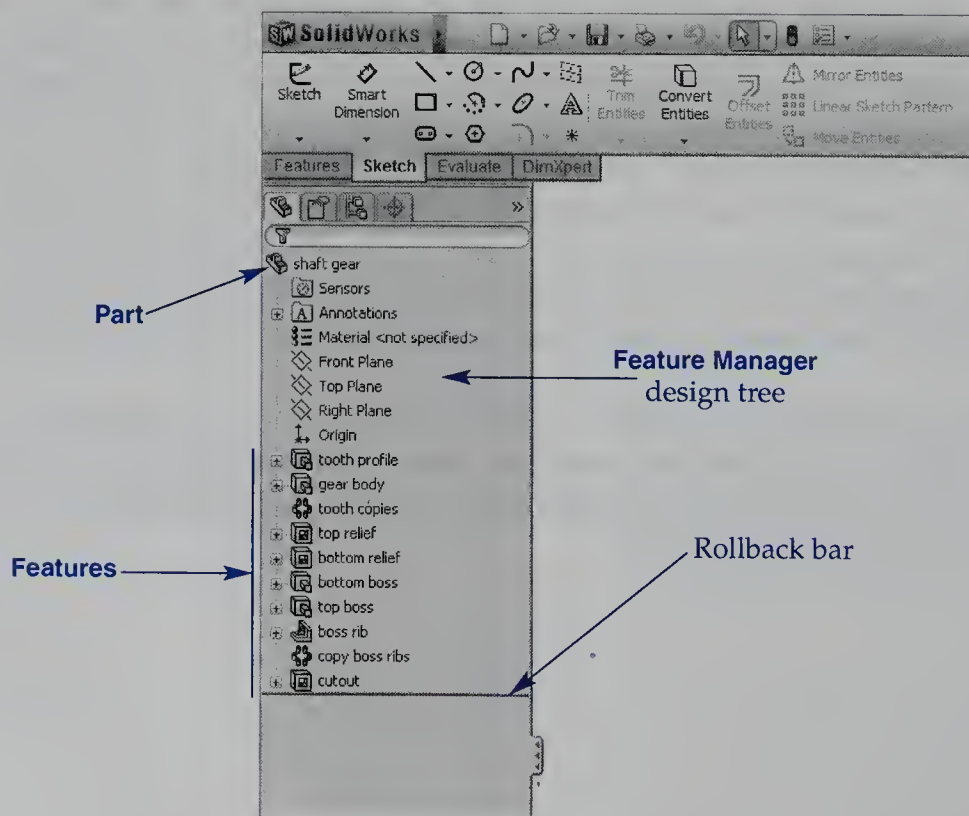 SolidWorks
Sketch
Smart Dimension
Trim Entities
Convert Entities
Offset Entities
Mirror Entities
Linear Sketch Pattern
Move Entities
Features Sketch Evaluate DimXpert
shaft gear
Sensors
Annotations
Material <not specified>
Front Plane
Top Plane
Right Plane
Origin
tooth profile
gear body
tooth cópies
top relief
bottom relief
bottom boss
top boss
boss rib
copy boss ribs
cutout
Part
Feature Manager
design tree
Features
Rollback bar